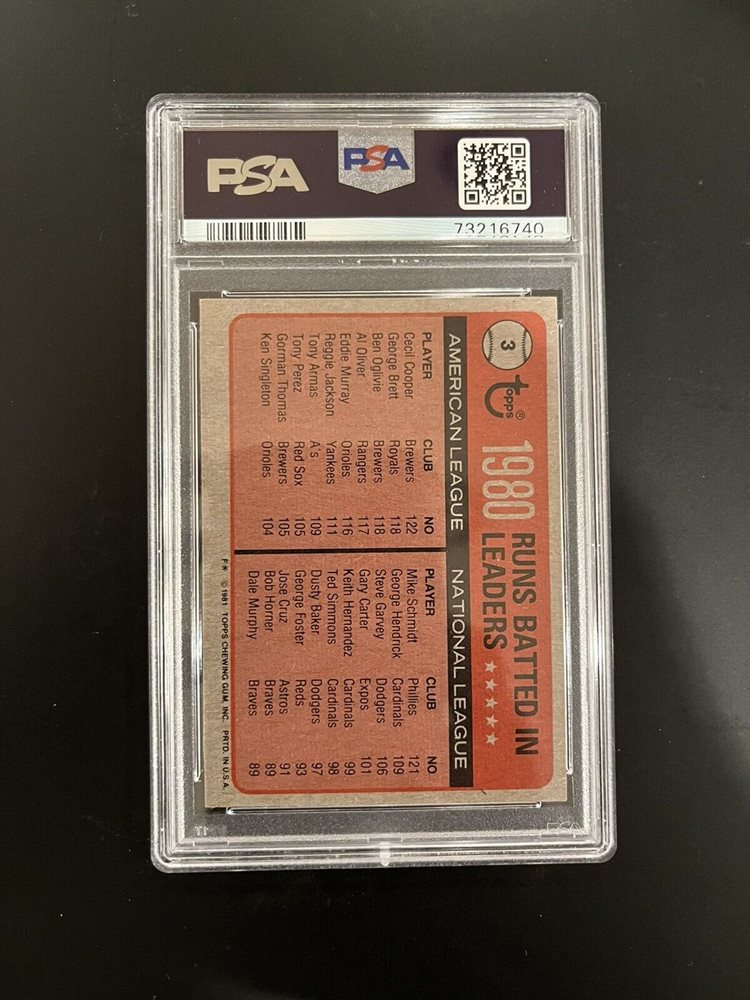 PSA
PSA
73216740
3
topps®
1980 RUNS BATTED IN
LEADERS ★★★★★
AMERICAN LEAGUE
PLAYER CLUB NO
Cecil Cooper Brewers 122
George Brett Royals 118
Ben Oglivie Brewers 118
Al Oliver Rangers 117
Eddie Murray Orioles 116
Reggie Jackson Yankees 111
Tony Armas A's 109
Tony Perez Red Sox 105
Gorman Thomas Brewers 105
Ken Singleton Orioles 104
NATIONAL LEAGUE
PLAYER CLUB NO
Mike Schmidt Phillies 121
George Hendrick Cardinals 109
Steve Garvey Dodgers 106
Gary Carter Expos 101
Keith Hernandez Cardinals 99
Ted Simmons Cardinals 98
Dusty Baker Dodgers 97
George Foster Reds 93
Jose Cruz Astros 91
Bob Horner Braves 89
Dale Murphy Braves 89
F* ©1981 TOPPS CHEWING GUM, INC. PRTD. IN U.S.A.
PSA